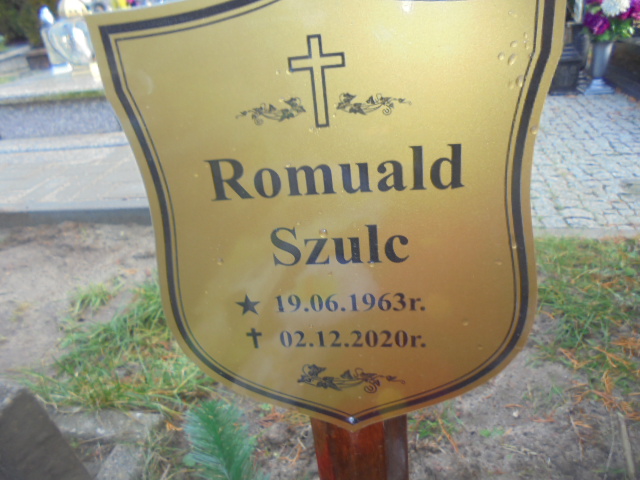 Romuald
Szulc
★ 19.06.1963r.
✝ 02.12.2020r.